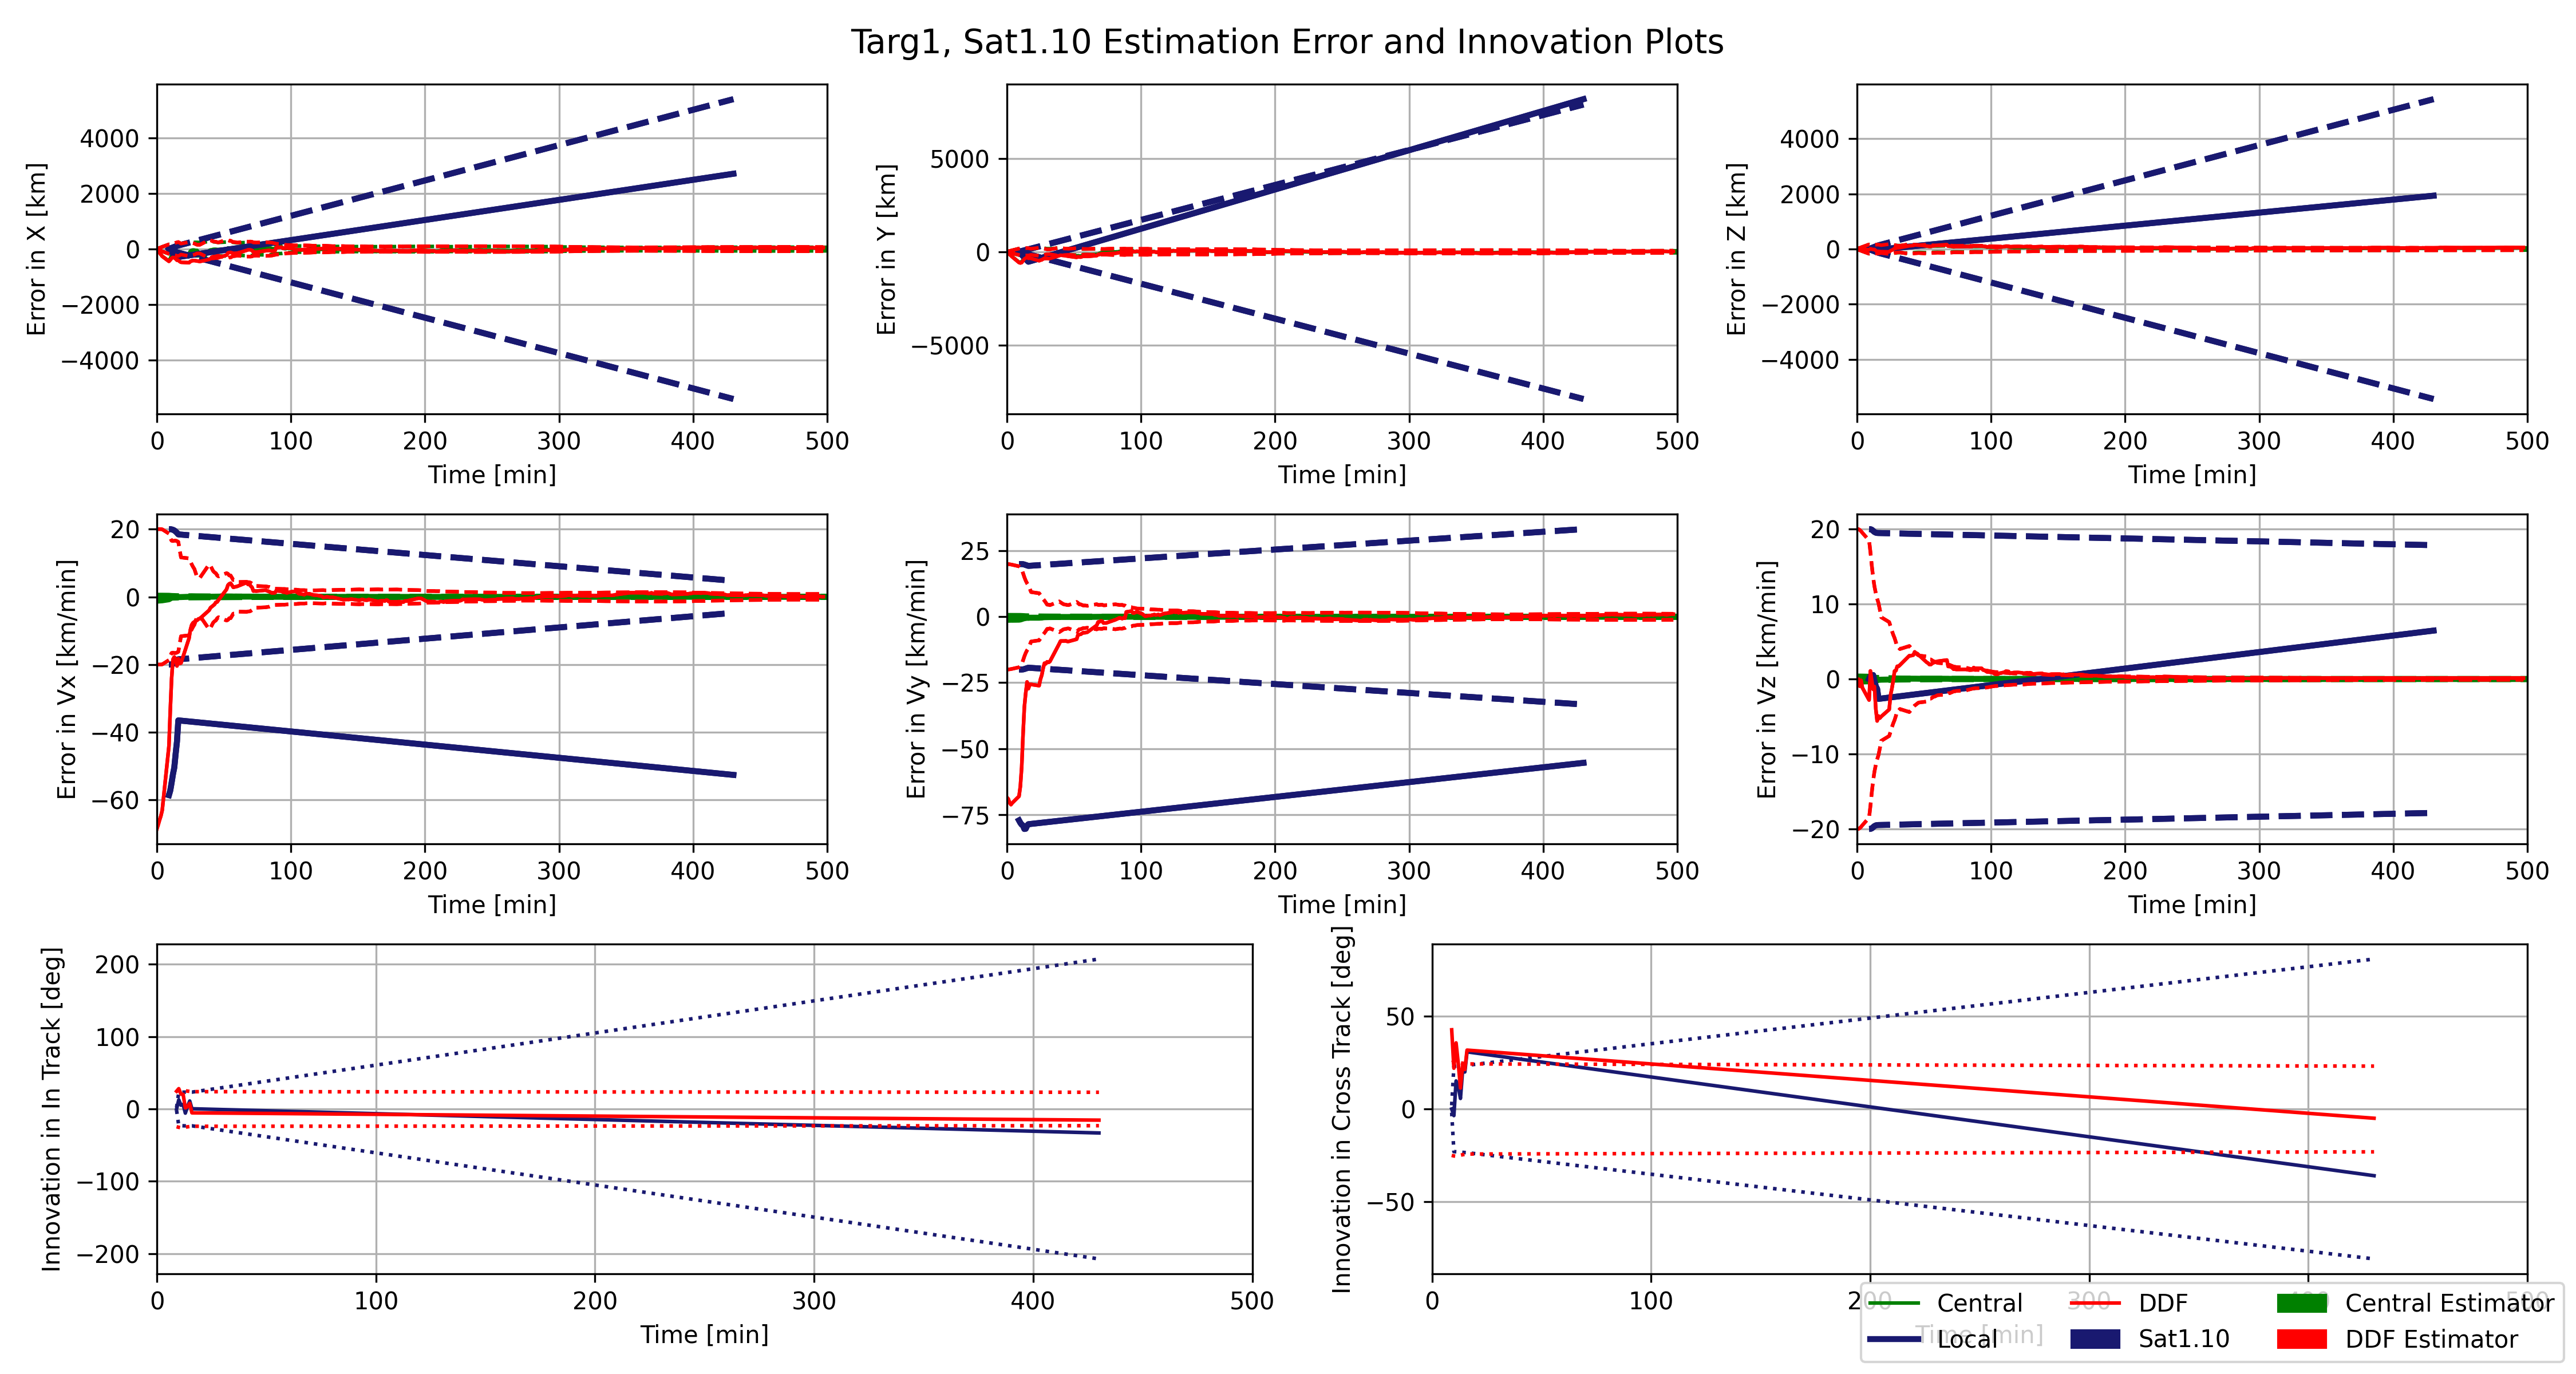 Targ1, Sat1.10 Estimation Error and Innovation Plots
Error in X [km]
4000
2000
0
−2000
−4000
0 100 200 300 400 500
Time [min]
Error in Y [km]
5000
0
−5000
0 100 200 300 400 500
Time [min]
Error in Z [km]
4000
2000
0
−2000
−4000
0 100 200 300 400 500
Time [min]
Error in Vx [km/min]
20
0
−20
−40
−60
0 100 200 300 400 500
Time [min]
Error in Vy [km/min]
25
0
−25
−50
−75
0 100 200 300 400 500
Time [min]
Error in Vz [km/min]
20
10
0
−10
−20
0 100 200 300 400 500
Time [min]
Innovation in In Track [deg]
200
100
0
−100
−200
0 100 200 300 400 500
Time [min]
Innovation in Cross Track [deg]
50
0
−50
0 100 200 300 400 500
Time [min]
Central DDF Central Estimator
Local Sat1.10 DDF Estimator